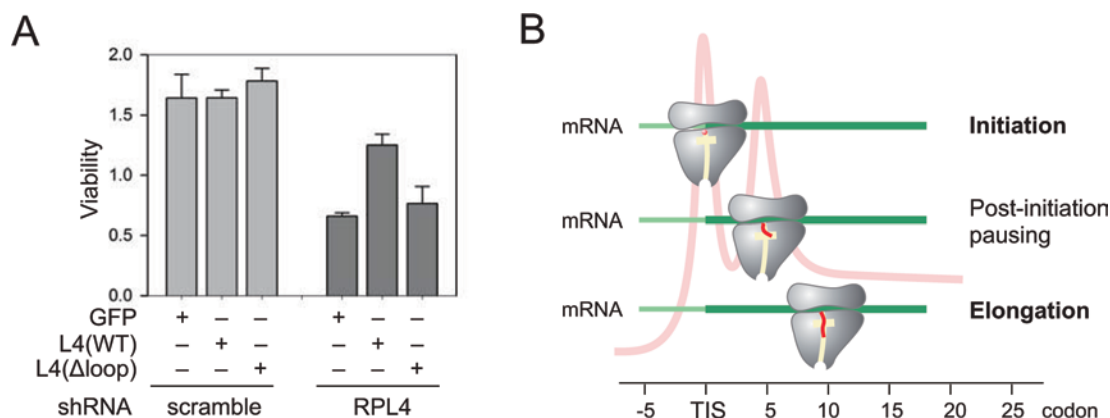 A
Viability
2.0
1.5
1.0
0.5
0.0
GFP + – – + – –
L4(WT) – + – – + –
L4(Δloop) – – + – – +
shRNA scramble RPL4
B
mRNA Initiation
mRNA Post-initiation
pausing
mRNA Elongation
-5 TIS 5 10 15 20 25 codon